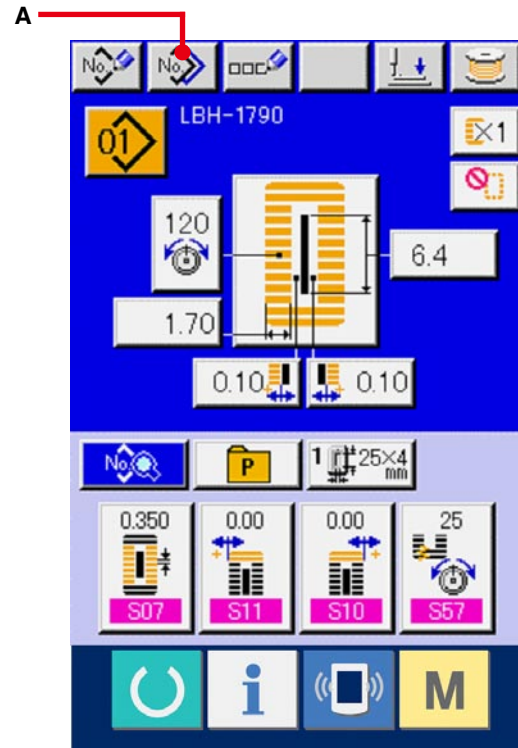 A
No. No.
LBH-1790
01
×1
120
6.4
1.70
0.10 0.10
No. P 1 25×4 mm
0.350 0.00 0.00 25
S07 S11 S10 S57
i M